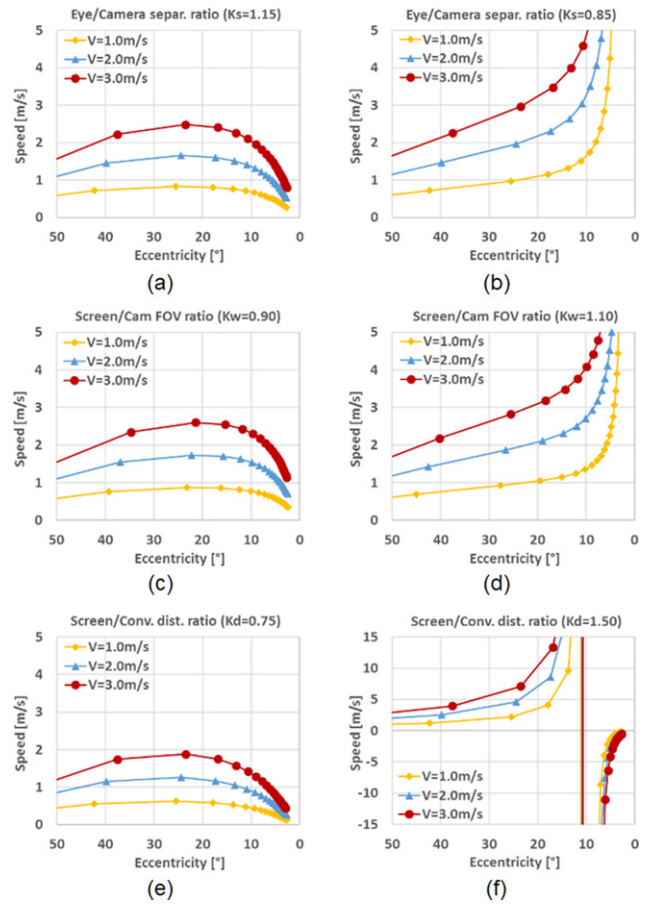 Eye/Camera separ. ratio (Ks=1.15)
5
4
3
2
1
0
Speed [m/s]
V=1.0m/s
V=2.0m/s
V=3.0m/s
50 40 30 20 10 0
Eccentricity [°]
(a)
Eye/Camera separ. ratio (Ks=0.85)
5
4
3
2
1
0
Speed [m/s]
V=1.0m/s
V=2.0m/s
V=3.0m/s
50 40 30 20 10 0
Eccentricity [°]
(b)
Screen/Cam FOV ratio (Kw=0.90)
5
4
3
2
1
0
Speed [m/s]
V=1.0m/s
V=2.0m/s
V=3.0m/s
50 40 30 20 10 0
Eccentricity [°]
(c)
Screen/Cam FOV ratio (Kw=1.10)
5
4
3
2
1
0
Speed [m/s]
V=1.0m/s
V=2.0m/s
V=3.0m/s
50 40 30 20 10 0
Eccentricity [°]
(d)
Screen/Conv. dist. ratio (Kd=0.75)
5
4
3
2
1
0
Speed [m/s]
V=1.0m/s
V=2.0m/s
V=3.0m/s
50 40 30 20 10 0
Eccentricity [°]
(e)
Screen/Conv. dist. ratio (Kd=1.50)
15
10
5
0
-5
-10
-15
Speed [m/s]
V=1.0m/s
V=2.0m/s
V=3.0m/s
50 40 30 20 10 0
Eccentricity [°]
(f)